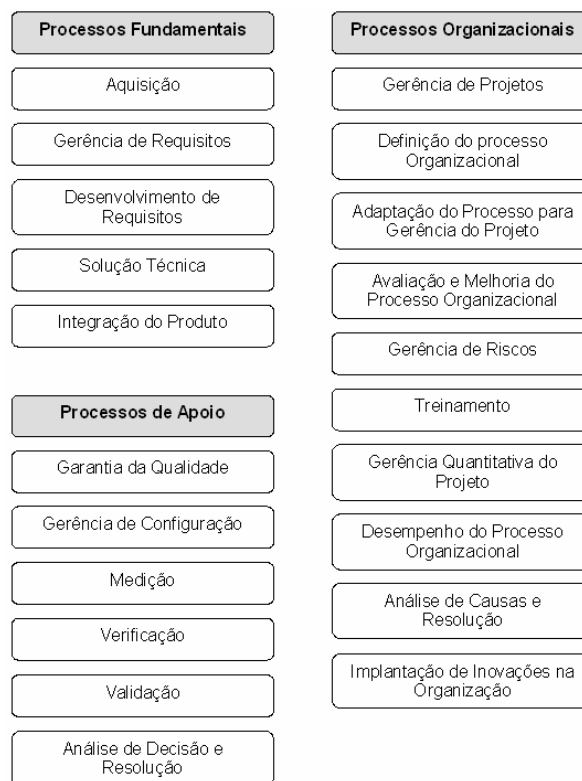 Processos Fundamentais
Aquisição
Gerência de Requisitos
Desenvolvimento de
Requisitos
Solução Técnica
Integração do Produto
Processos de Apoio
Garantia da Qualidade
Gerência de Configuração
Medição
Verificação
Validação
Análise de Decisão e
Resolução
Processos Organizacionais
Gerência de Projetos
Definição do processo
Organizacional
Adaptação do Processo para
Gerência do Projeto
Avaliação e Melhoria do
Processo Organizacional
Gerência de Riscos
Treinamento
Gerência Quantitativa do
Projeto
Desempenho do Processo
Organizacional
Análise de Causas e
Resolução
Implantação de Inovações na
Organização